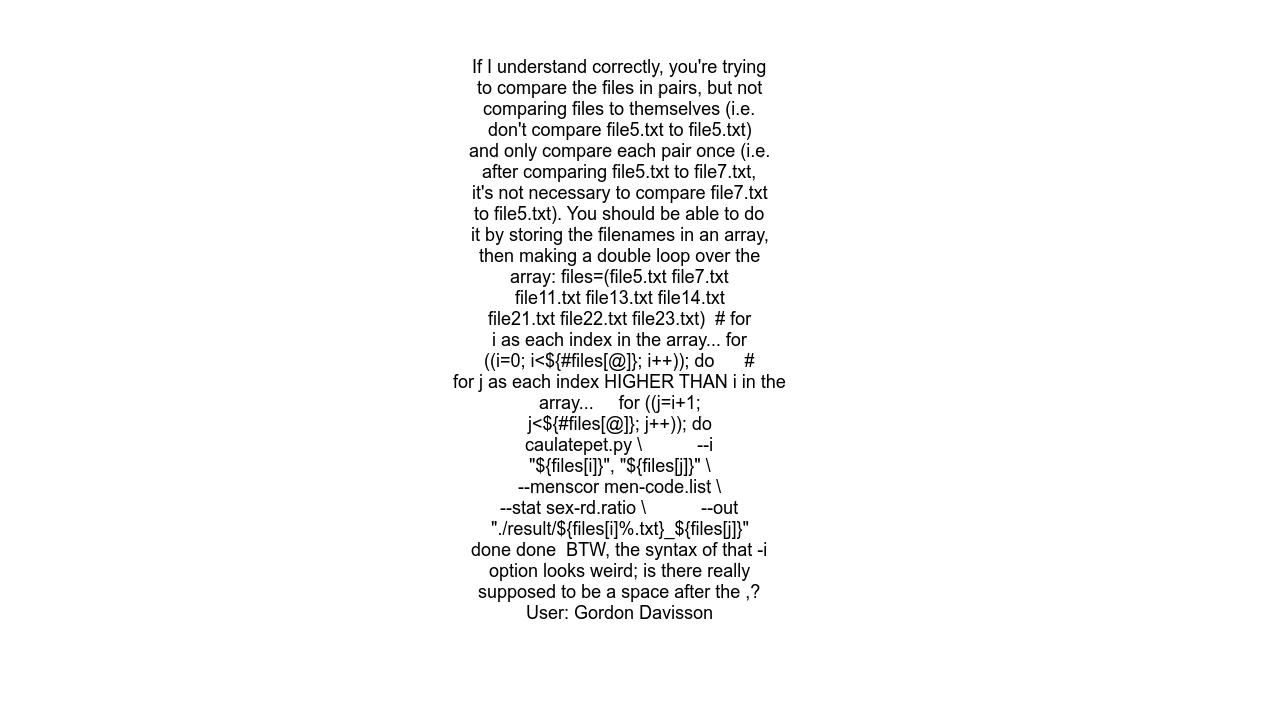 If I understand correctly, you're trying
to compare the files in pairs, but not
comparing files to themselves (i.e.
don't compare file5.txt to file5.txt)
and only compare each pair once (i.e.
after comparing file5.txt to file7.txt,
it's not necessary to compare file7.txt
to file5.txt). You should be able to do
it by storing the filenames in an array,
then making a double loop over the
array: files=(file5.txt file7.txt
file11.txt file13.txt file14.txt
file21.txt file22.txt file23.txt)  # for
i as each index in the array... for
((i=0; i<${#files[@]}; i++)); do      #
for j as each index HIGHER THAN i in the
array...     for ((j=i+1;
j<${#files[@]}; j++)); do
caulatepet.py \           --i
"${files[i]}", "${files[j]}" \
--menscor men-code.list \
--stat sex-rd.ratio \           --out
"./result/${files[i]%.txt}_${files[j]}"
done done  BTW, the syntax of that -i
option looks weird; is there really
supposed to be a space after the ,?
User: Gordon Davisson